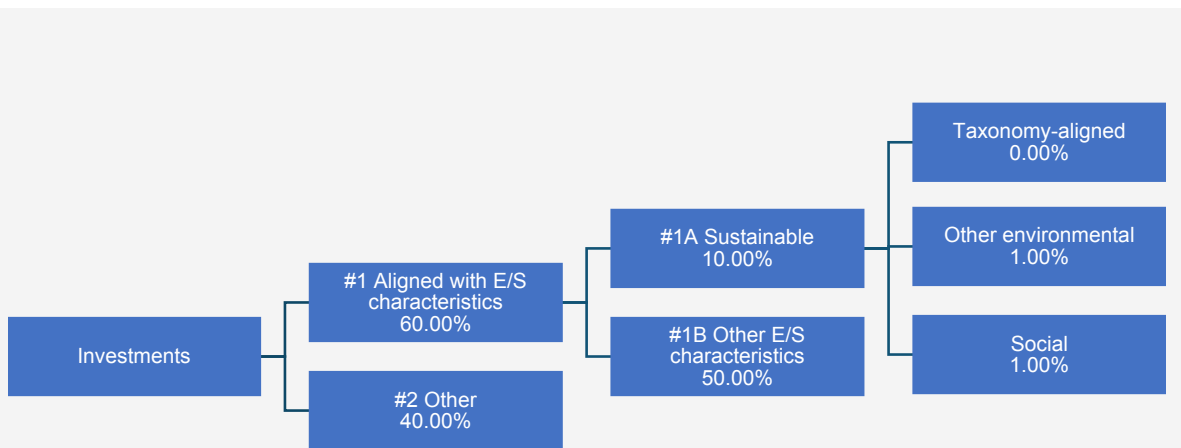 Investments
#1 Aligned with E/S
characteristics
60.00%
#2 Other
40.00%
#1A Sustainable
10.00%
#1B Other E/S
characteristics
50.00%
Taxonomy-aligned
0.00%
Other environmental
1.00%
Social
1.00%